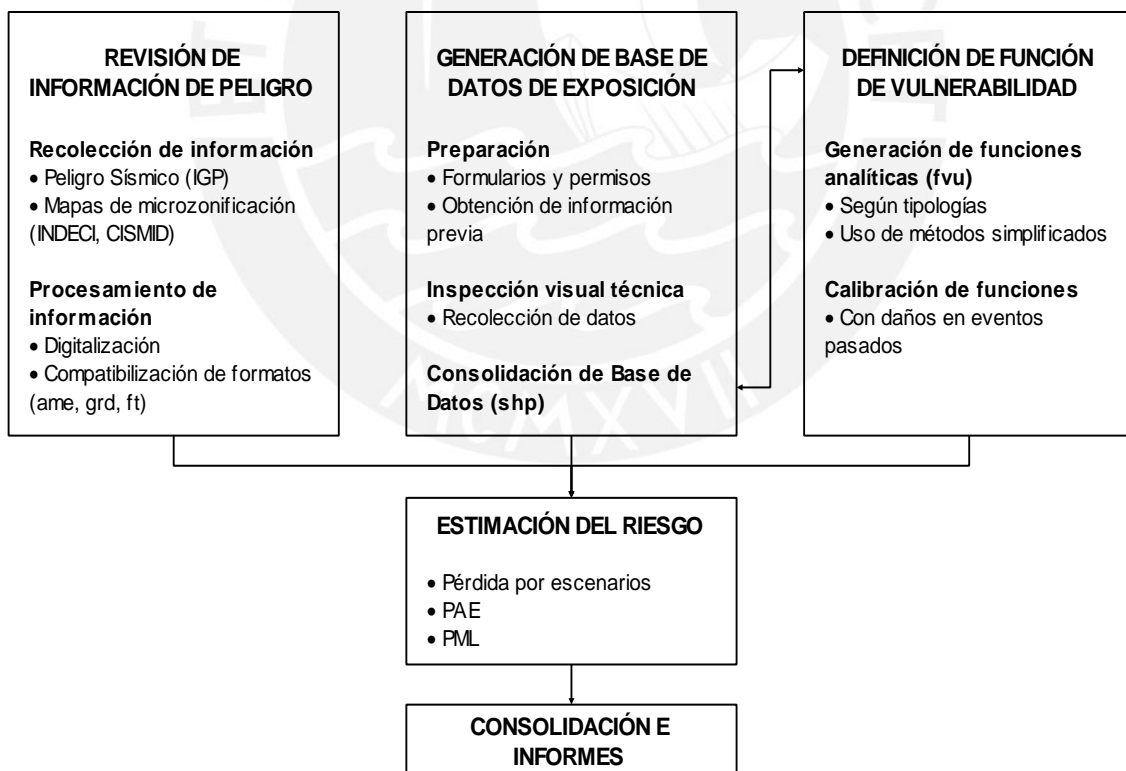 REVISIÓN DE
INFORMACIÓN DE PELIGRO
Recolección de información
• Peligro Sísmico (IGP)
• Mapas de microzonificación
(INDECI, CISMID)
Procesamiento de
información
• Digitalización
• Compatibilización de formatos
(ame, grd, ft)
GENERACIÓN DE BASE DE
DATOS DE EXPOSICIÓN
Preparación
• Formularios y permisos
• Obtención de información
previa
Inspección visual técnica
• Recolección de datos
Consolidación de Base de
Datos (shp)
DEFINICIÓN DE FUNCIÓN
DE VULNERABILIDAD
Generación de funciones
analíticas (fvu)
• Según tipologías
• Uso de métodos simplificados
Calibración de funciones
• Con daños en eventos
pasados
ESTIMACIÓN DEL RIESGO
• Pérdida por escenarios
• PAE
• PML
CONSOLIDACIÓN E
INFORMES
MCMXVII